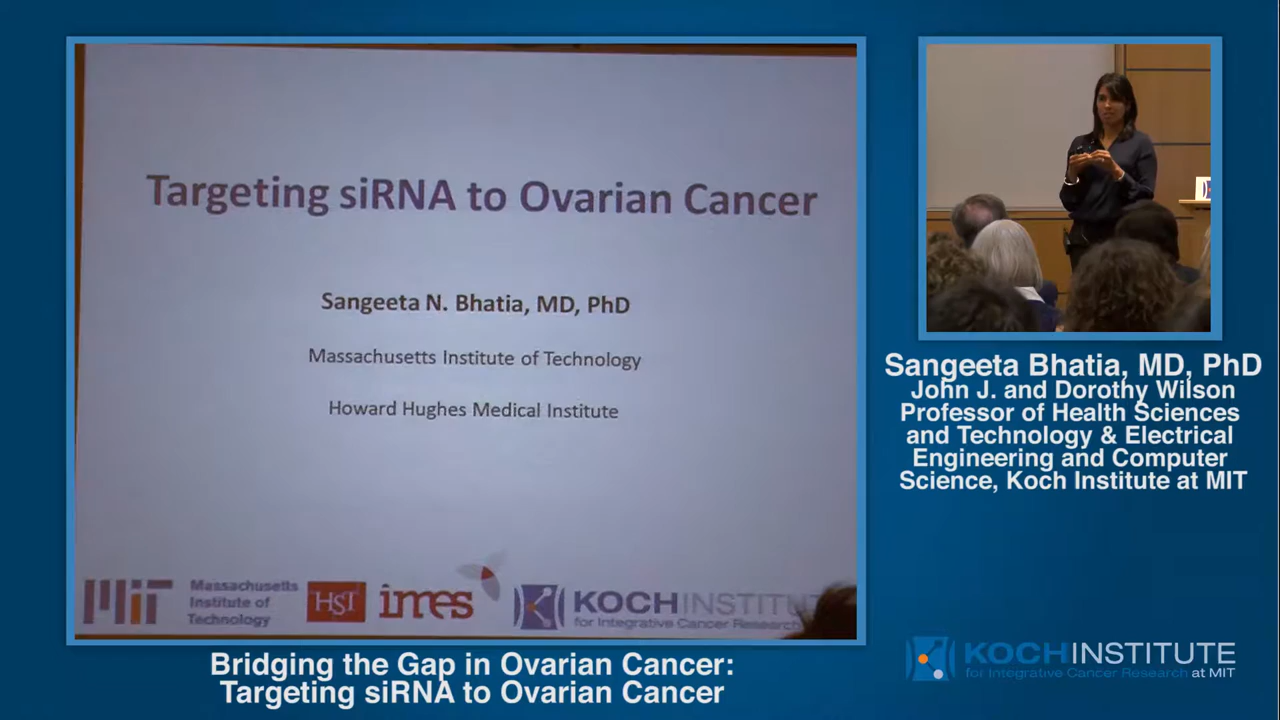 Targeting siRNA to Ovarian Cancer
Sangeeta N. Bhatia, MD, PhD
Massachusetts Institute of Technology
Howard Hughes Medical Institute
MIT
Massachusetts
Institute of
Technology
HST
imes
KOCH INSTITU
for Integrative Cancer Research
Sangeeta Bhatia, MD, PhD
John J. and Dorothy Wilson
Professor of Health Sciences
and Technology & Electrical
Engineering and Computer
Science, Koch Institute at MIT
Bridging the Gap in Ovarian Cancer:
Targeting siRNA to Ovarian Cancer
KOCH INSTITUTE
for Integrative Cancer Research at MIT